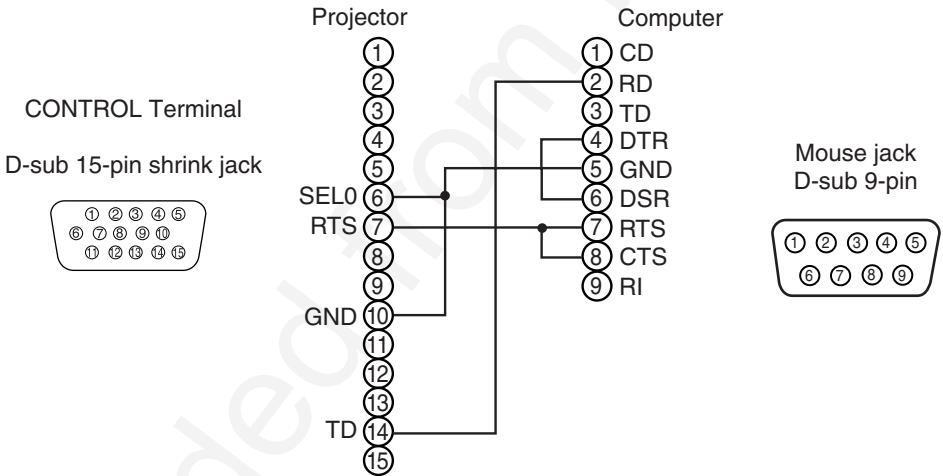 Projector
① 
②
③
④
⑤
SEL0 ⑥
RTS ⑦
⑧
⑨
GND ⑩
⑪
⑫
⑬
TD ⑭
⑮
Computer
① CD
② RD
③ TD
④ DTR
⑤ GND
⑥ DSR
⑦ RTS
⑧ CTS
⑨ RI
CONTROL Terminal
D-sub 15-pin shrink jack
① ② ③ ④ ⑤
⑥ ⑦ ⑧ ⑨ ⑩
⑪ ⑫ ⑬ ⑭ ⑮
Mouse jack
D-sub 9-pin
① ② ③ ④ ⑤
⑥ ⑦ ⑧ ⑨
ded from